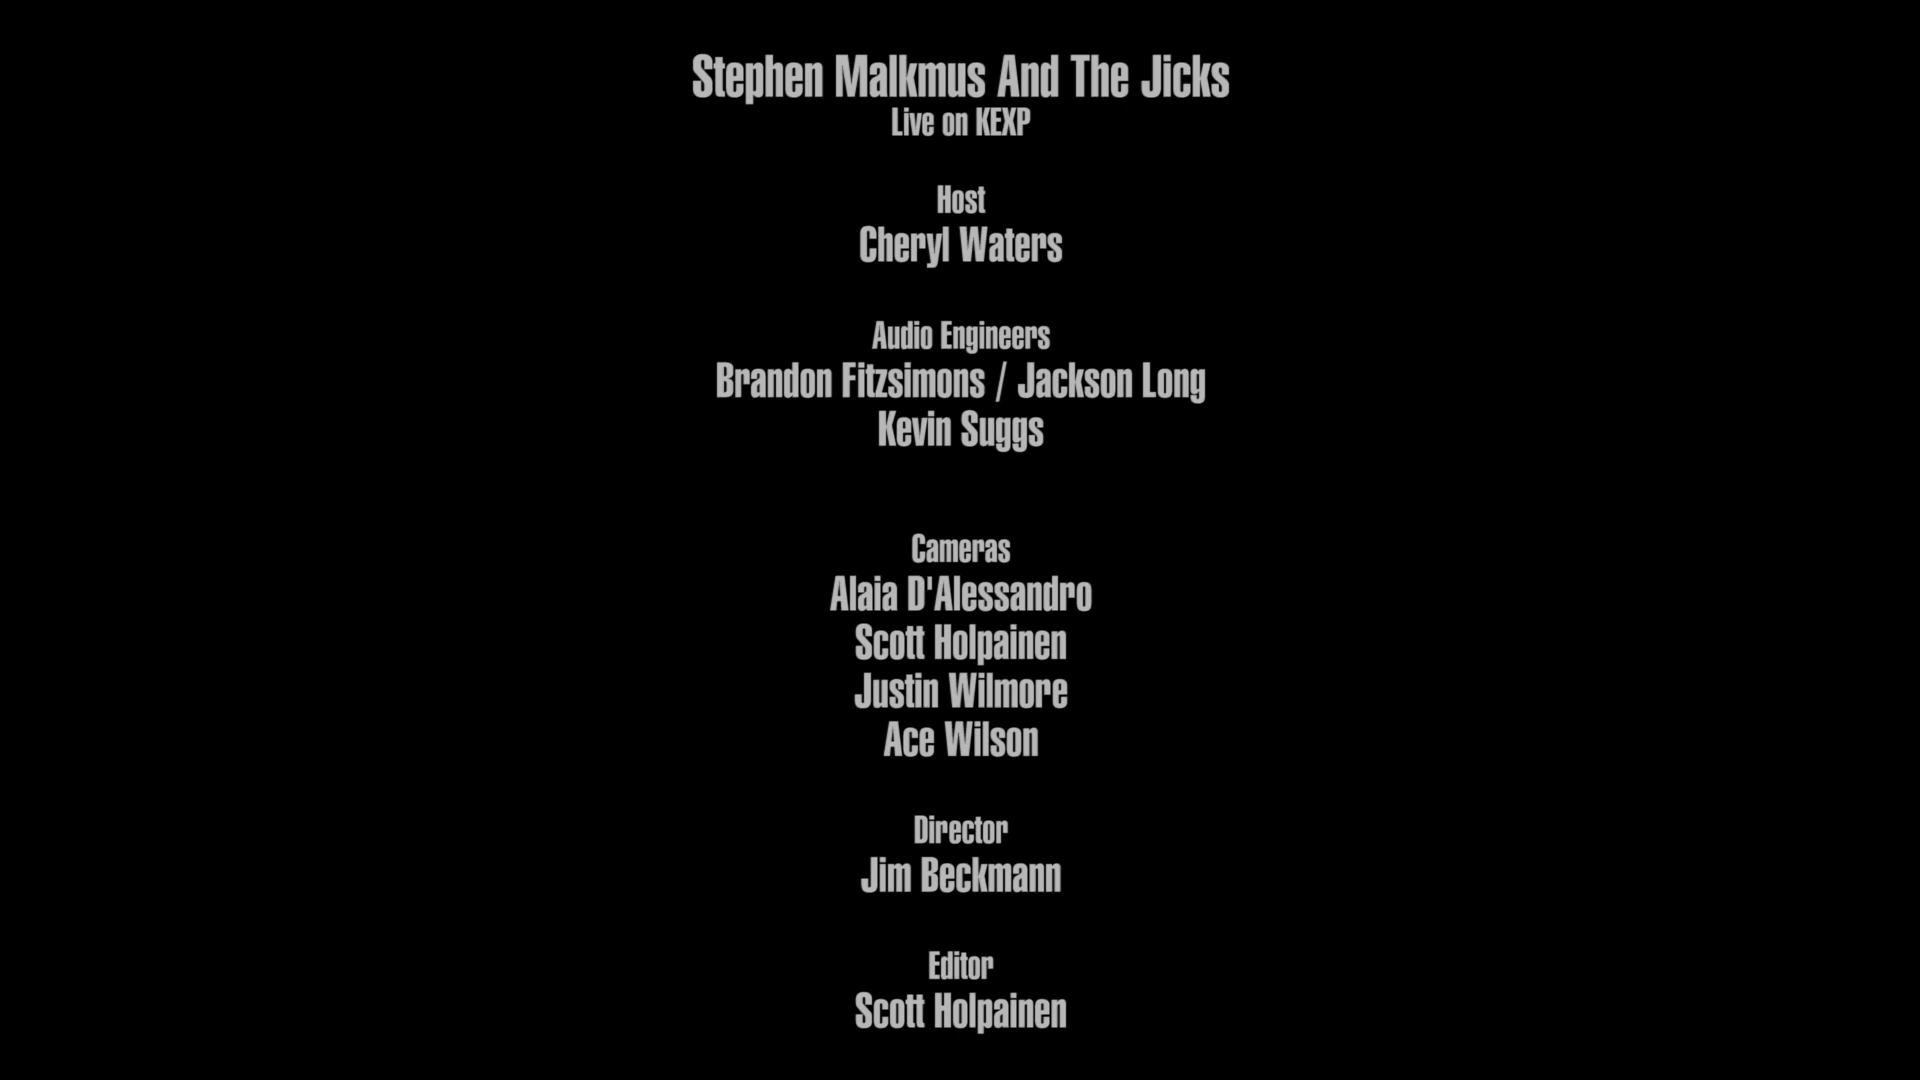 Stephen Malkmus And The Jicks
Live on KEXP
Host
Cheryl Waters
Audio Engineers
Brandon Fitzsimons / Jackson Long
Kevin Suggs
Cameras
Alaia D'Alessandro
Scott Holpainen
Justin Wilmore
Ace Wilson
Director
Jim Beckmann
Editor
Scott Holpainen